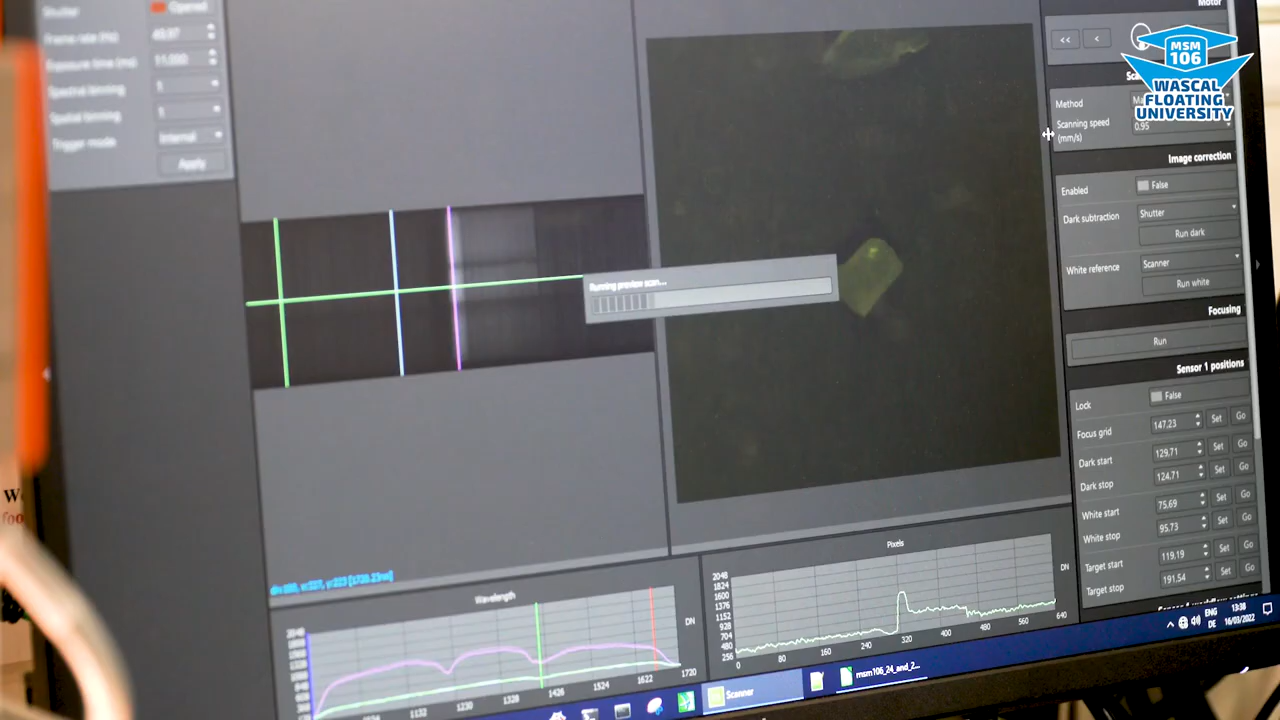 Shutter
Opened
Frame rate (Hz)
49.97
Exposure time (ms)
11.000
Spectral binning
1
Spatial binning
1
Trigger mode
Internal
Apply
Running preview scan...
Wavelength
DN
1132
1230
1328
1426
1524
1622
1720
Pixels
DN
2048
1824
1600
1376
1152
928
704
480
256
0
80
160
240
320
400
480
560
640
Motor
<<
<
Method
Scanning speed
(mm/s)
0.95
Image correction
Enabled
False
Dark subtraction
Shutter
Run dark
White reference
Scanner
Run white
Focusing
Run
Sensor 1 positions
Lock
False
Focus grid
147.23
Set
Go
Dark start
129.71
Set
Go
Dark stop
124.71
Set
Go
White start
75.69
Set
Go
White stop
95.73
Set
Go
Target start
119.19
Set
Go
Target stop
191.54
Set
Go
Scanner
msm106_24_and_2...
ENG
DE
13:38
16/03/2022
MSM
106
WASCAL
FLOATING
UNIVERSITY